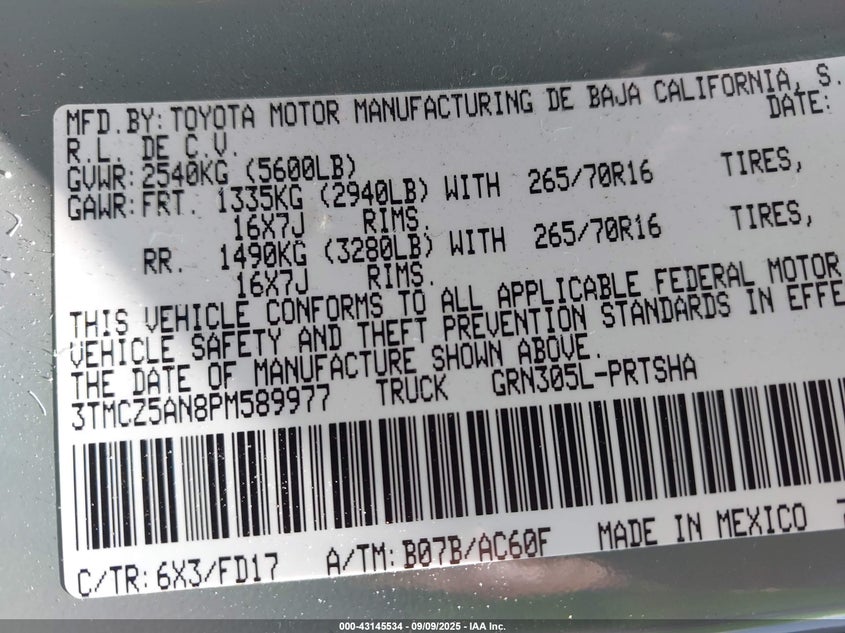 MFD.BY: TOYOTA MOTOR MANUFACTURING DE BAJA CALIFORNIA, S.
R.L. DE C.V. DATE:
GVWR: 2540KG (5600LB)
GAWR: FRT. 1335KG (2940LB) WITH 265/70R16 TIRES,
16X7J RIMS.
RR. 1490KG (3280LB) WITH 265/70R16 TIRES,
16X7J RIMS.
THIS VEHICLE CONFORMS TO ALL APPLICABLE FEDERAL MOTOR
VEHICLE SAFETY AND THEFT PREVENTION STANDARDS IN EFFE
THE DATE OF MANUFACTURE SHOWN ABOVE.
3TMCZ5AN8PM589977 TRUCK GRN305L-PRTSHA
C/TR: 6X3/FD17 A/TM: B07B/AC60F MADE IN MEXICO
000-43145534 - 09/09/2025 - IAA Inc.